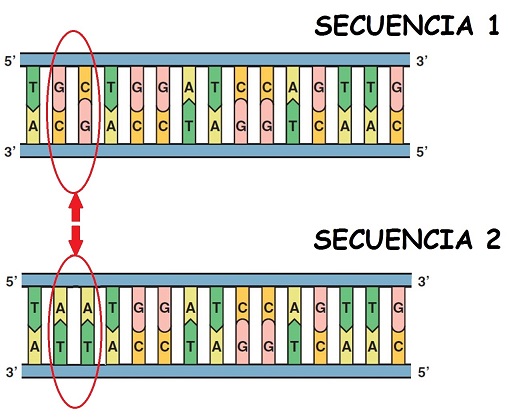 SECUENCIA 1
5' 3'
T G C T G G A T C C A G T T G
A C G A C C T A G G T C A A C
3' 5'
SECUENCIA 2
5' 3'
T A A T G G A T C C A G T T G
A T T A C C T A G G T C A A C
3' 5'